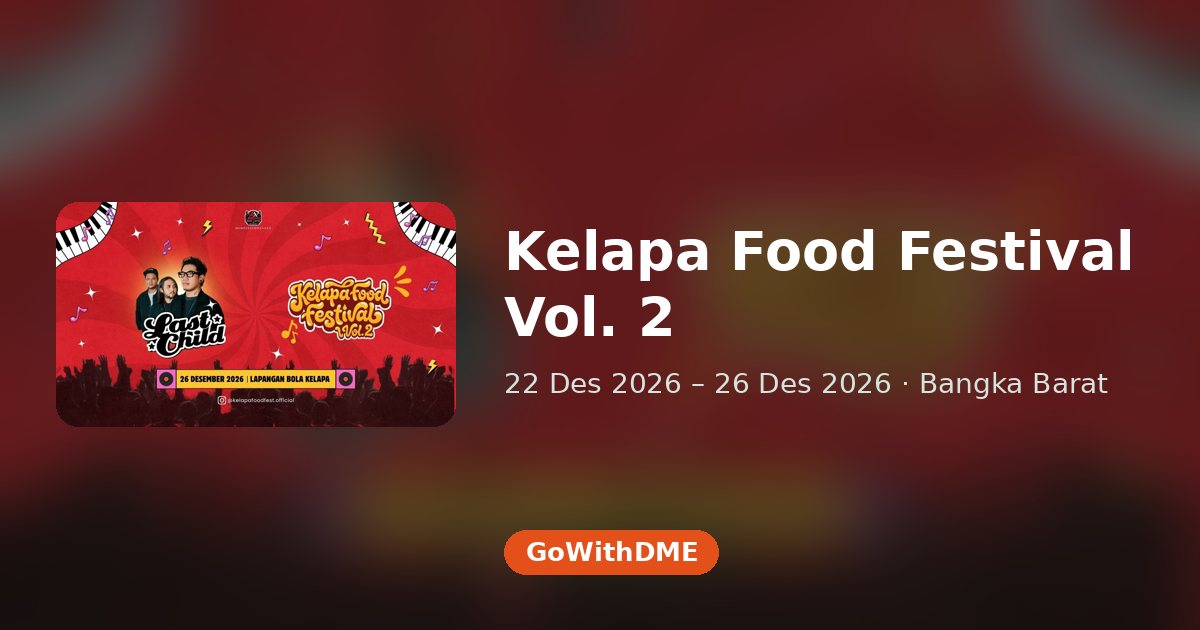 Last
Child
Kelapa Food
Festival
Vol.2
26 DESEMBER 2026 | LAPANGAN BOLA KELAPA
@kelapafoodfest.official
Kelapa Food Festival
Vol. 2
22 Des 2026 – 26 Des 2026 · Bangka Barat
GoWithDME